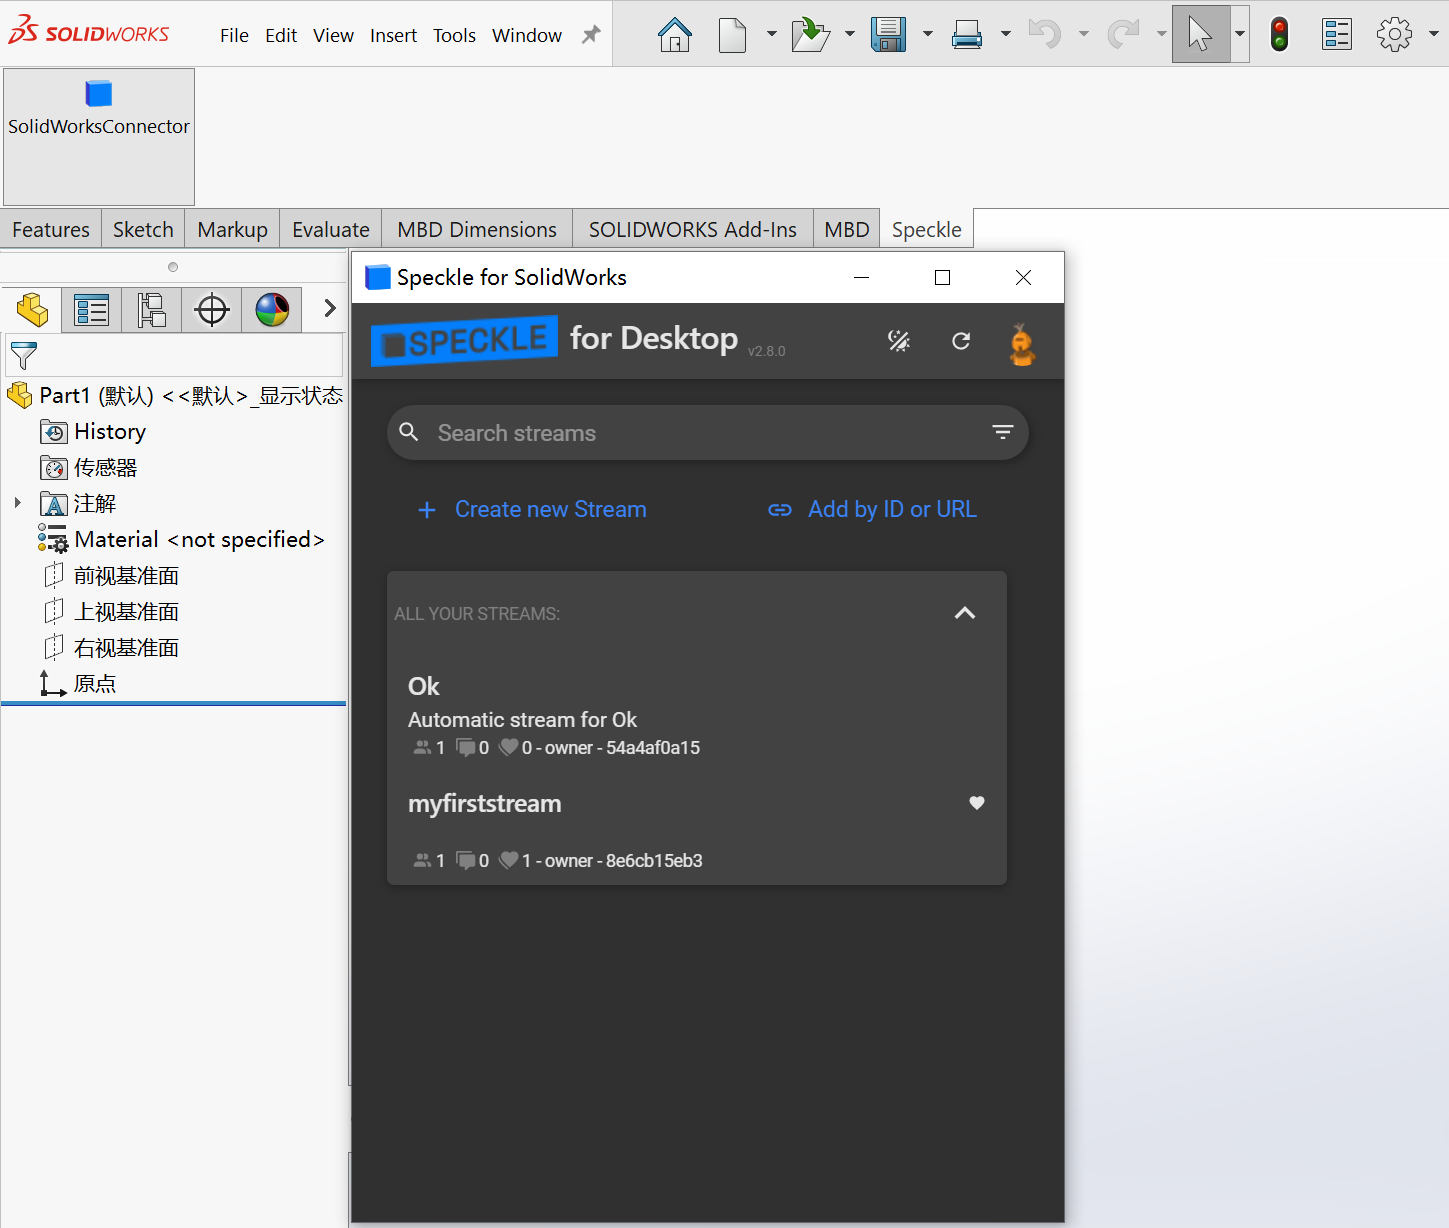 SOLIDWORKS File Edit View Insert Tools Window
SolidWorksConnector
Features Sketch Markup Evaluate MBD Dimensions SOLIDWORKS Add-Ins MBD Speckle
Part1 (默认) <<默认>_显示状态
History
传感器
注解
Material <not specified>
前视基准面
上视基准面
右视基准面
原点
Speckle for SolidWorks
SPECKLE for Desktop v2.8.0
Search streams
Create new Stream Add by ID or URL
ALL YOUR STREAMS:
Ok
Automatic stream for Ok
1 0 0 - owner - 54a4af0a15
myfirststream
1 0 1 - owner - 8e6cb15eb3